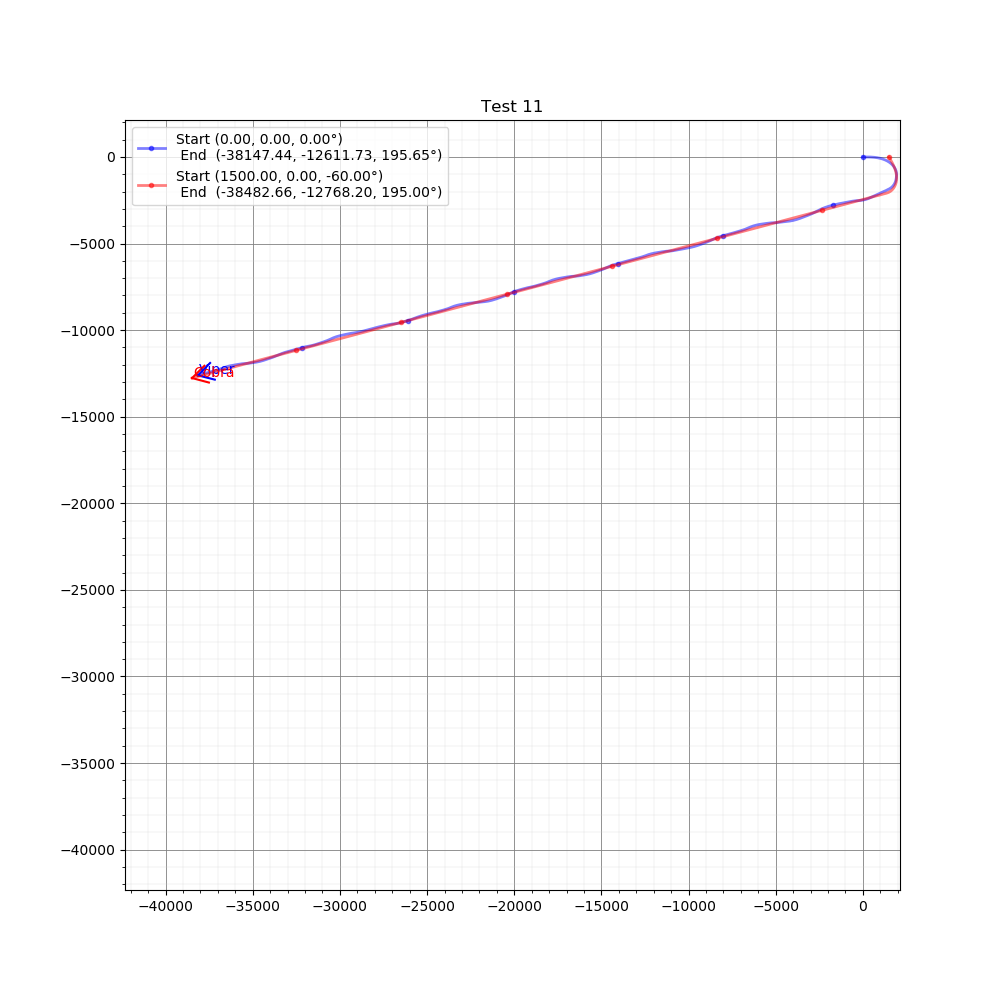 Test 11
Start (0.00, 0.00, 0.00°)
End (-38147.44, -12611.73, 195.65°)
Start (1500.00, 0.00, -60.00°)
End (-38482.66, -12768.20, 195.00°)
0
−5000
−10000
−15000
−20000
−25000
−30000
−35000
−40000
Viper
Cobra
−40000 −35000 −30000 −25000 −20000 −15000 −10000 −5000 0